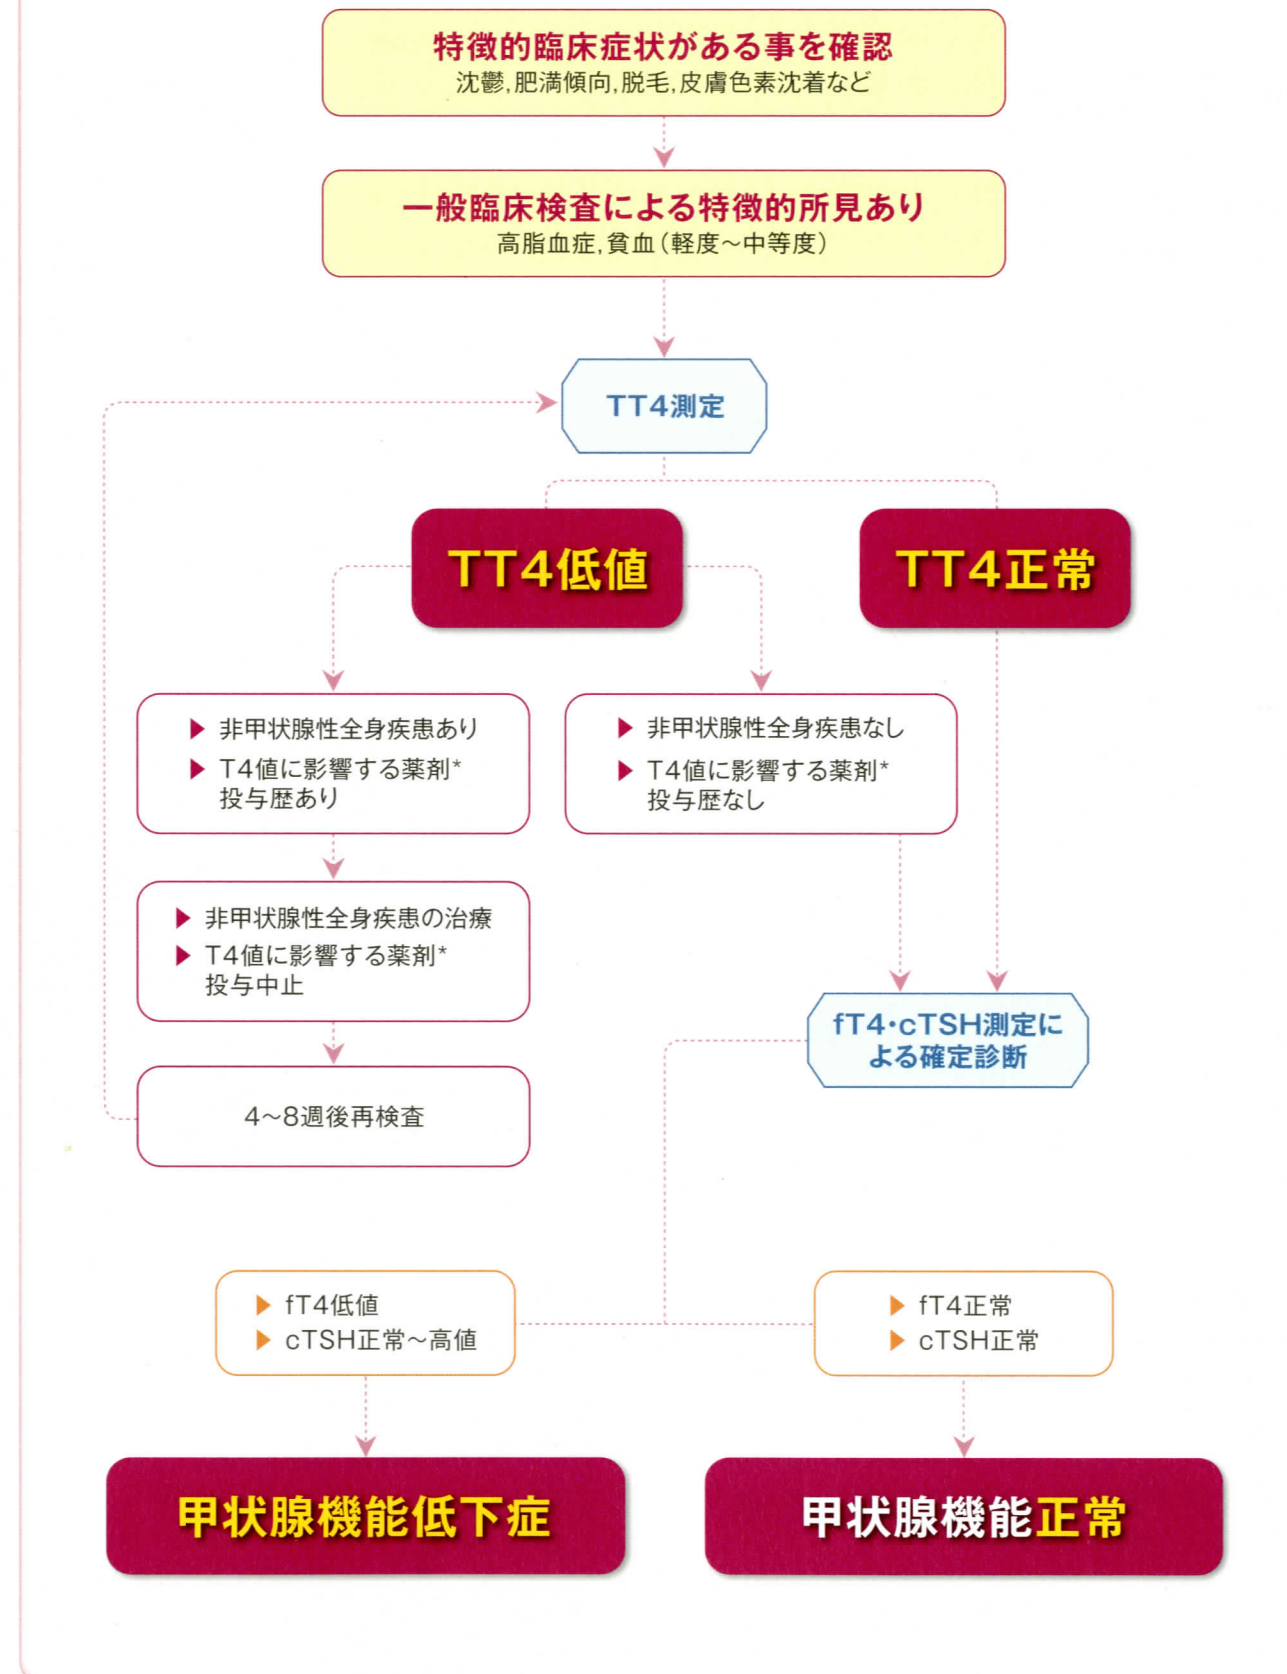 特徴的臨床症状がある事を確認
沈鬱,肥満傾向,脱毛,皮膚色素沈着など
一般臨床検査による特徴的所見あり
高脂血症,貧血(軽度〜中等度)
TT4測定
TT4低値
TT4正常
▶ 非甲状腺性全身疾患あり
▶ T4値に影響する薬剤*
投与歴あり
▶ 非甲状腺性全身疾患なし
▶ T4値に影響する薬剤*
投与歴なし
▶ 非甲状腺性全身疾患の治療
▶ T4値に影響する薬剤*
投与中止
fT4・cTSH測定に
よる確定診断
4〜8週後再検査
▶ fT4低値
▶ cTSH正常〜高値
▶ fT4正常
▶ cTSH正常
甲状腺機能低下症
甲状腺機能正常